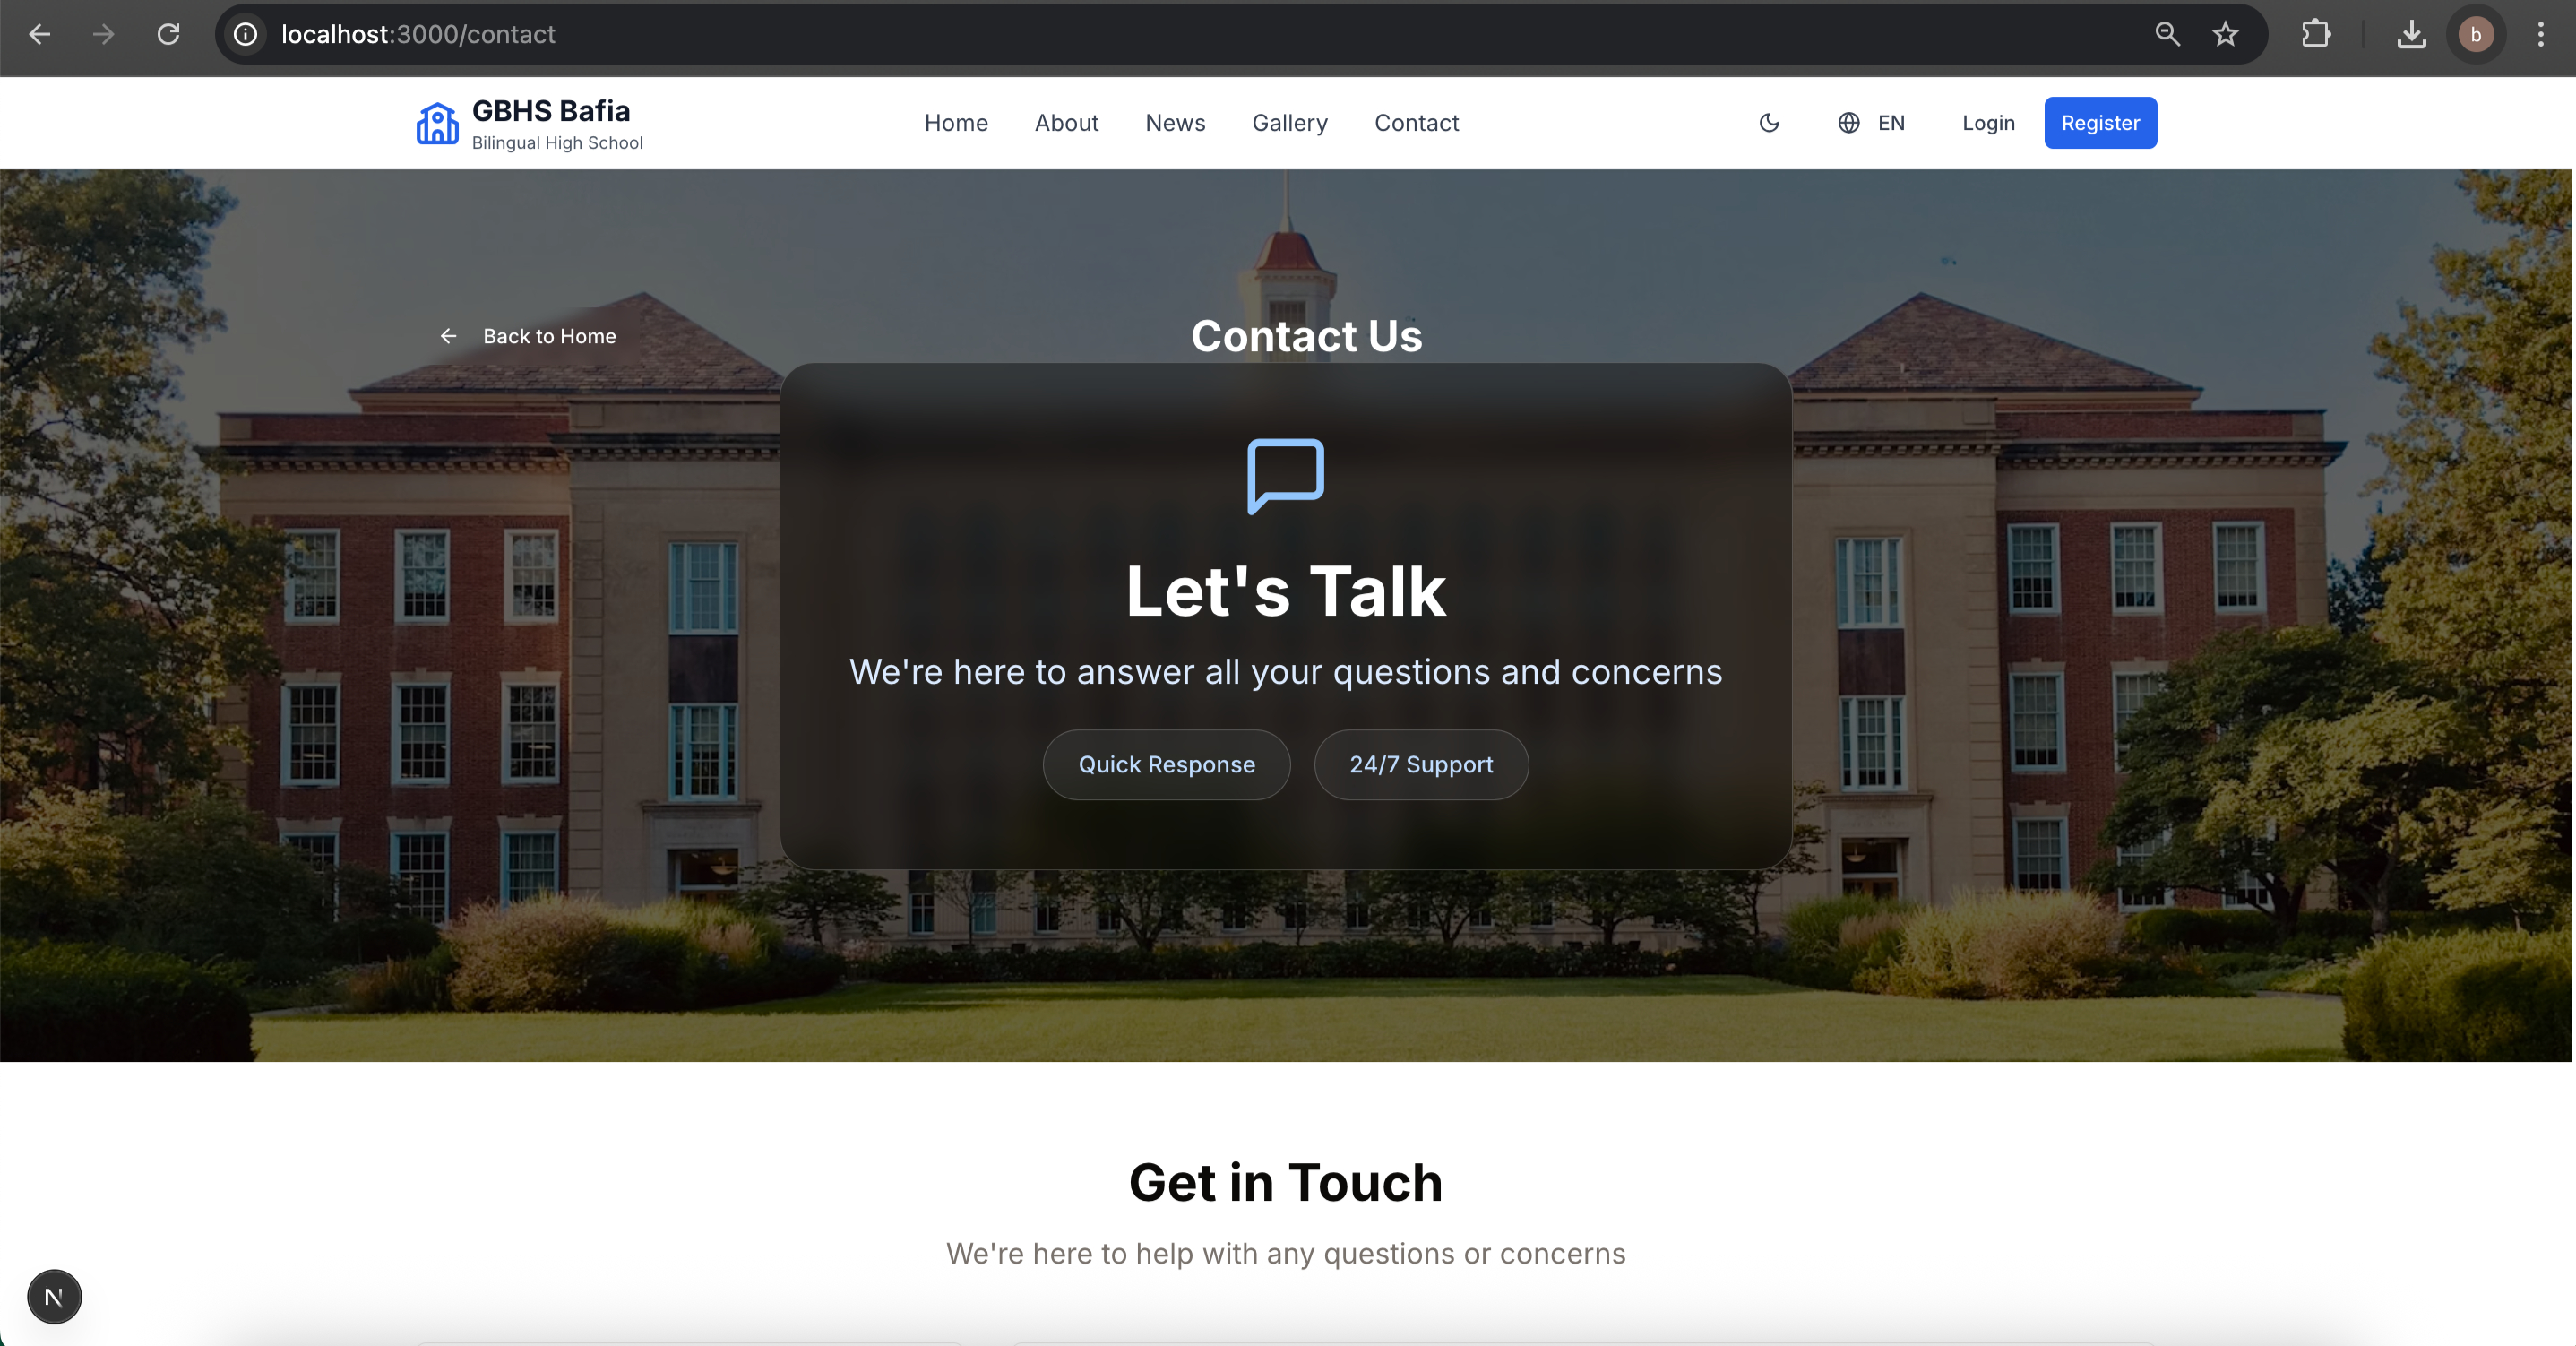 localhost:3000/contact
b
GBHS Bafia
Bilingual High School
Home About News Gallery Contact
EN Login Register
Back to Home
Contact Us
Let's Talk
We're here to answer all your questions and concerns
Quick Response
24/7 Support
Get in Touch
We're here to help with any questions or concerns
N